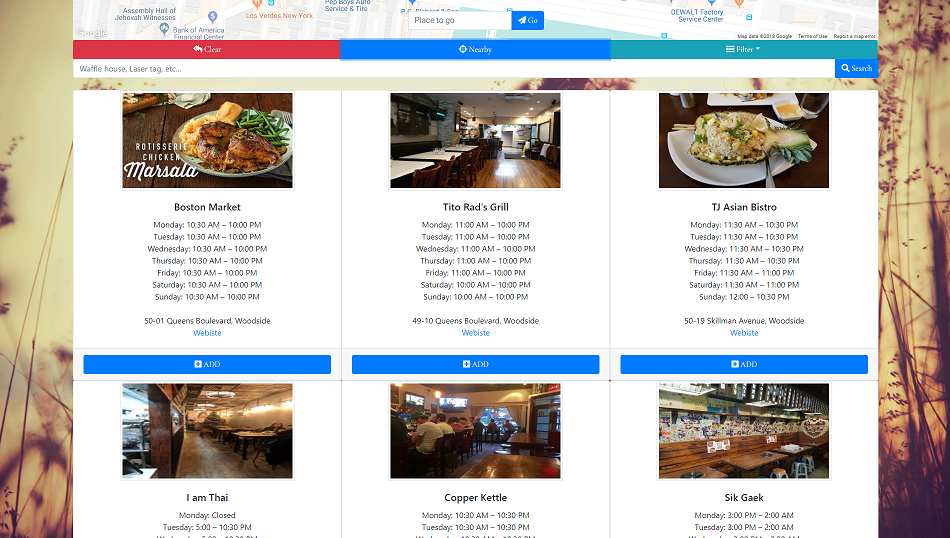 Assembly Hall of
Jehovah Witnesses
Los Verdes New York
Pep Boys Auto
Service & Tire
DEWALT Factory
Service Center
Bank of America
Financial Center
Google
Place to go
Go
Map data ©2018 Google
Terms of Use
Report a map error
Clear
Nearby
Filter
Waffle house, Laser tag, etc...
Search
ROTISSERIE
CHICKEN
Marsala
Boston Market
Monday: 10:30 AM – 10:00 PM
Tuesday: 10:30 AM – 10:00 PM
Wednesday: 10:30 AM – 10:00 PM
Thursday: 10:30 AM – 10:00 PM
Friday: 10:30 AM – 10:00 PM
Saturday: 10:30 AM – 10:00 PM
Sunday: 10:30 AM – 10:00 PM
50-01 Queens Boulevard, Woodside
Webiste
ADD
Tito Rad's Grill
Monday: 11:00 AM – 10:00 PM
Tuesday: 11:00 AM – 10:00 PM
Wednesday: 11:00 AM – 10:00 PM
Thursday: 11:00 AM – 10:00 PM
Friday: 11:00 AM – 10:00 PM
Saturday: 10:00 AM – 10:00 PM
Sunday: 10:00 AM – 10:00 PM
49-10 Queens Boulevard, Woodside
Webiste
ADD
TJ Asian Bistro
Monday: 11:30 AM – 10:30 PM
Tuesday: 11:30 AM – 10:30 PM
Wednesday: 11:30 AM – 10:30 PM
Thursday: 11:30 AM – 10:30 PM
Friday: 11:30 AM – 11:00 PM
Saturday: 11:30 AM – 11:00 PM
Sunday: 12:00 – 10:30 PM
50-19 Skillman Avenue, Woodside
Webiste
ADD
I am Thai
Monday: Closed
Tuesday: 5:00 – 10:30 PM
Copper Kettle
Monday: 10:30 AM – 10:30 PM
Tuesday: 10:30 AM – 10:30 PM
Sik Gaek
Monday: 3:00 PM – 2:00 AM
Tuesday: 3:00 PM – 2:00 AM